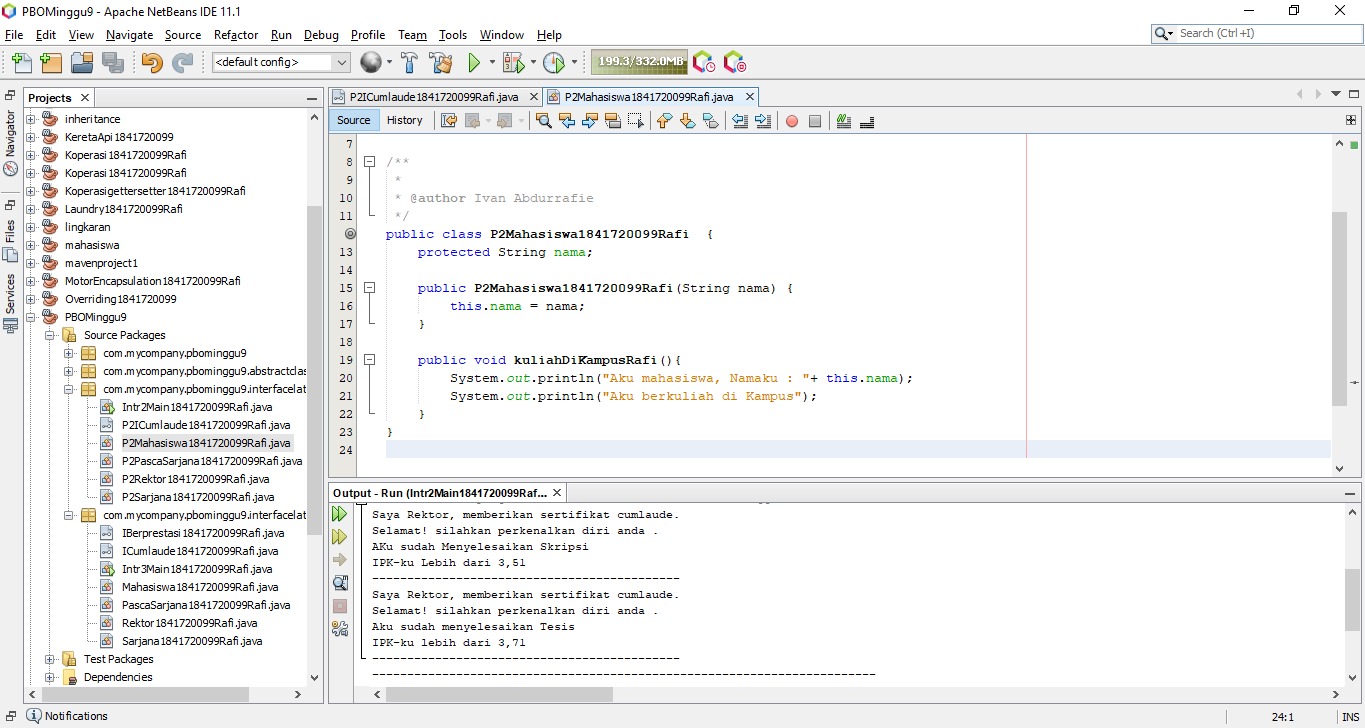 PBOMinggu9 - Apache NetBeans IDE 11.1
File Edit View Navigate Source Refactor Run Debug Profile Team Tools Window Help
Search (Ctrl+I)
<default config>
199.3/332.0MB
Projects
Navigator
Files
Services
inheritance
KeretaApi1841720099
Koperasi1841720099Rafi
Koperasi1841720099Rafi
Koperasigettersetter1841720099Rafi
Laundry1841720099Rafi
lingkaran
mahasiswa
mavenproject1
MotorEncapsulation1841720099Rafi
Overriding1841720099
PBOMinggu9
Source Packages
com.mycompany.pbominggu9
com.mycompany.pbominggu9.abstractclas
com.mycompany.pbominggu9.interfacelat
Intr2Main1841720099Rafi.java
P2ICumlaude1841720099Rafi.java
P2Mahasiswa1841720099Rafi.java
P2PascaSarjana1841720099Rafi.java
P2Rektor1841720099Rafi.java
P2Sarjana1841720099Rafi.java
com.mycompany.pbominggu9.interfacelat
IBerprestasi1841720099Rafi.java
ICumlaude1841720099Rafi.java
Intr3Main1841720099Rafi.java
Mahasiswa1841720099Rafi.java
PascaSarjana1841720099Rafi.java
Rektor1841720099Rafi.java
Sarjana1841720099Rafi.java
Test Packages
Dependencies
P2ICumlaude1841720099Rafi.java P2Mahasiswa1841720099Rafi.java
Source History
7
8 /**
9 *
10 * @author Ivan Abdurrafie
11 */
public class P2Mahasiswa1841720099Rafi {
13 protected String nama;
14
15 public P2Mahasiswa1841720099Rafi(String nama) {
16 this.nama = nama;
17 }
18
19 public void kuliahDiKampusRafi(){
20 System.out.println("Aku mahasiswa, Namaku : "+ this.nama);
21 System.out.println("Aku berkuliah di Kampus");
22 }
23 }
24
Output - Run (Intr2Main1841720099Raf...
Saya Rektor, memberikan sertifikat cumlaude.
Selamat! silahkan perkenalkan diri anda .
AKu sudah Menyelesaikan Skripsi
IPK-ku Lebih dari 3,51
--------------------------------------------
Saya Rektor, memberikan sertifikat cumlaude.
Selamat! silahkan perkenalkan diri anda .
Aku sudah menyelesaikan Tesis
IPK-ku lebih dari 3,71
--------------------------------------------
------------------------------------------------------------------------
Notifications
24:1 INS